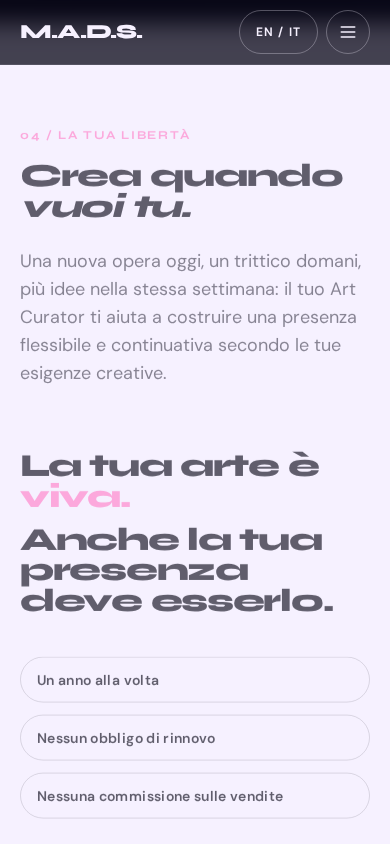 M.A.D.S.
EN / IT
04 / LA TUA LIBERTÀ
Crea quando
vuoi tu.
Una nuova opera oggi, un trittico domani,
più idee nella stessa settimana: il tuo Art
Curator ti aiuta a costruire una presenza
flessibile e continuativa secondo le tue
esigenze creative.
La tua arte è
viva.
Anche la tua
presenza
deve esserlo.
Un anno alla volta
Nessun obbligo di rinnovo
Nessuna commissione sulle vendite